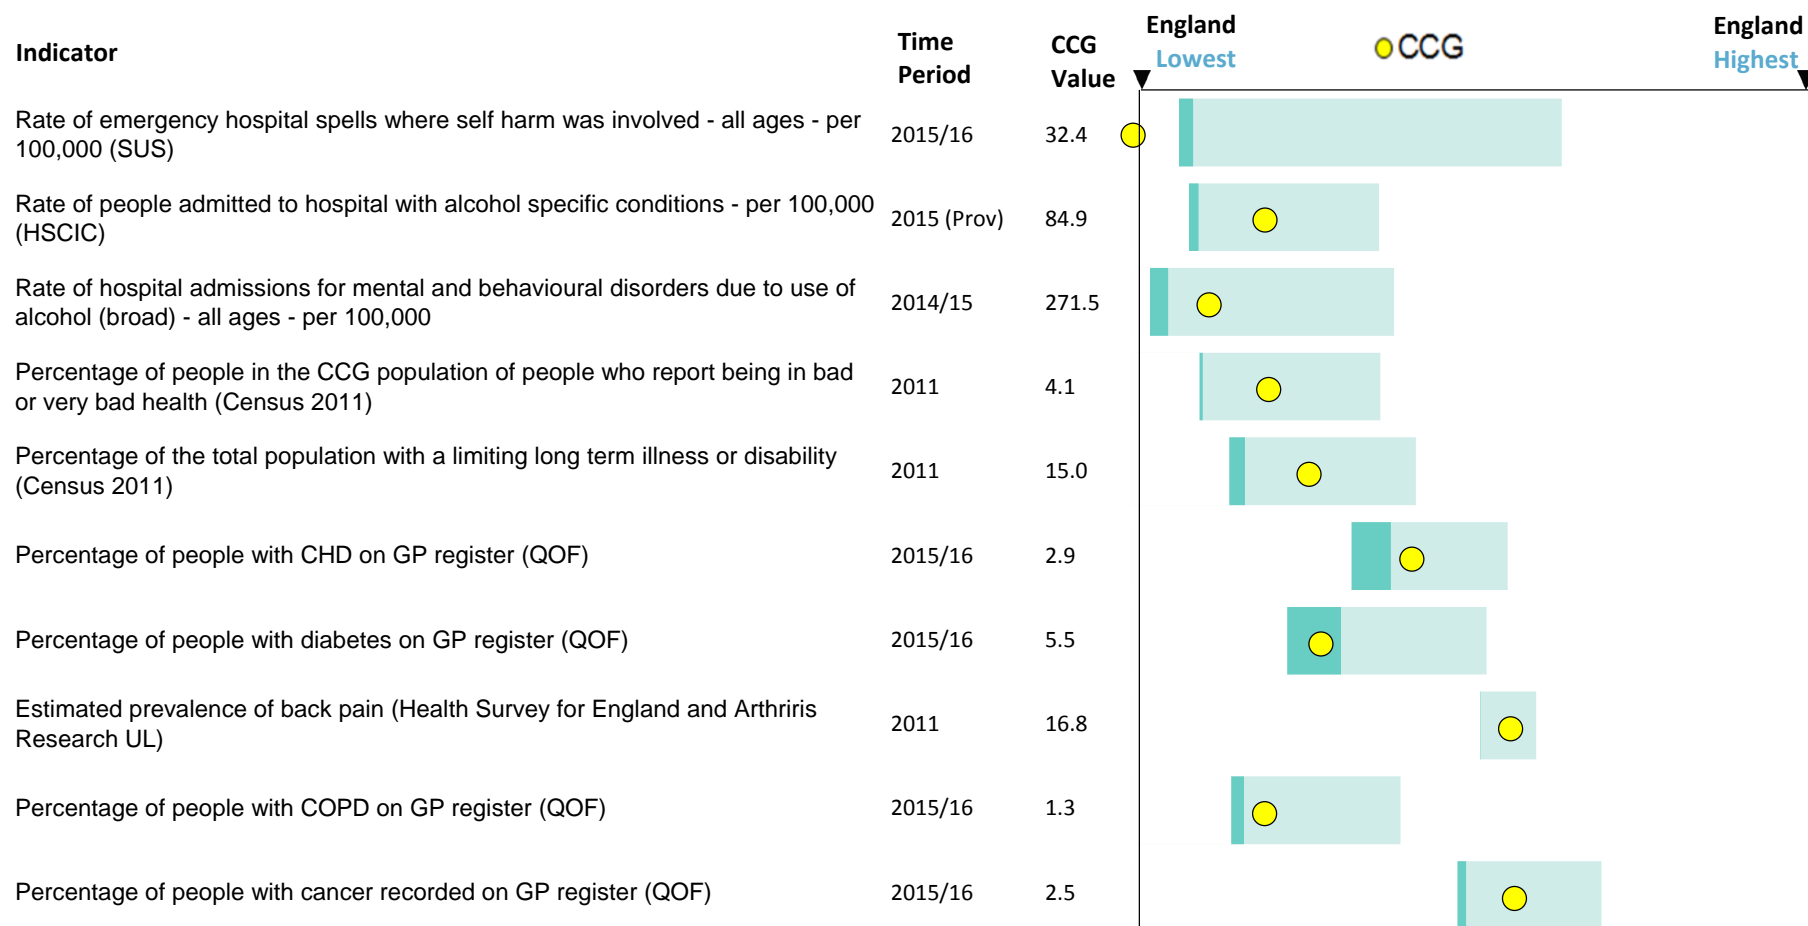 Indicator
Time
Period
CCG
Value
England
Lowest
CCG
England
Highest
Rate of emergency hospital spells where self harm was involved - all ages - per
100,000 (SUS)
2015/16
32.4
Rate of people admitted to hospital with alcohol specific conditions - per 100,000
(HSCIC)
2015 (Prov)
84.9
Rate of hospital admissions for mental and behavioural disorders due to use of
alcohol (broad) - all ages - per 100,000
2014/15
271.5
Percentage of people in the CCG population of people who report being in bad
or very bad health (Census 2011)
2011
4.1
Percentage of the total population with a limiting long term illness or disability
(Census 2011)
2011
15.0
Percentage of people with CHD on GP register (QOF)
2015/16
2.9
Percentage of people with diabetes on GP register (QOF)
2015/16
5.5
Estimated prevalence of back pain (Health Survey for England and Arthriris
Research UL)
2011
16.8
Percentage of people with COPD on GP register (QOF)
2015/16
1.3
Percentage of people with cancer recorded on GP register (QOF)
2015/16
2.5